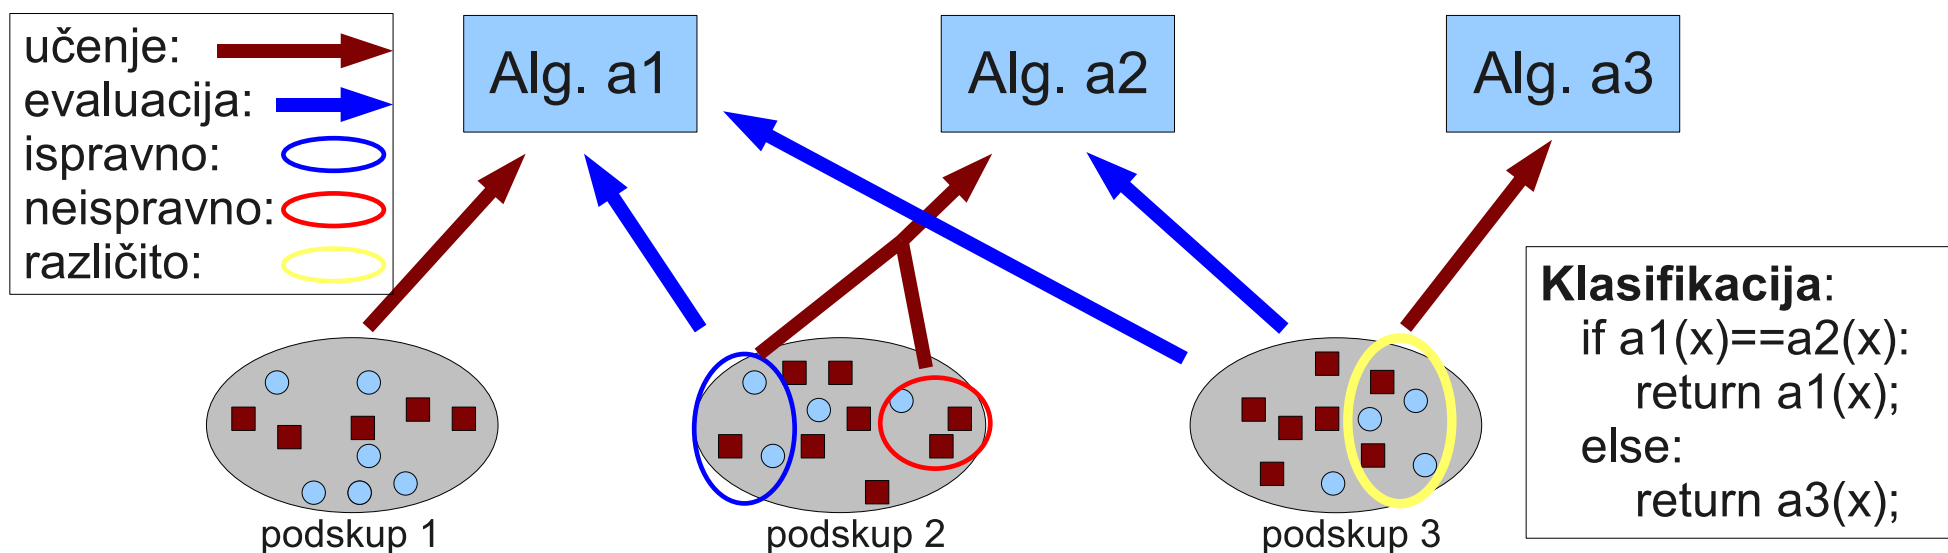 učenje:
evaluacija:
ispravno:
neispravno:
različito:
Alg. a1
Alg. a2
Alg. a3
podskup 1
podskup 2
podskup 3
Klasifikacija:
if a1(x)==a2(x):
return a1(x);
else:
return a3(x);